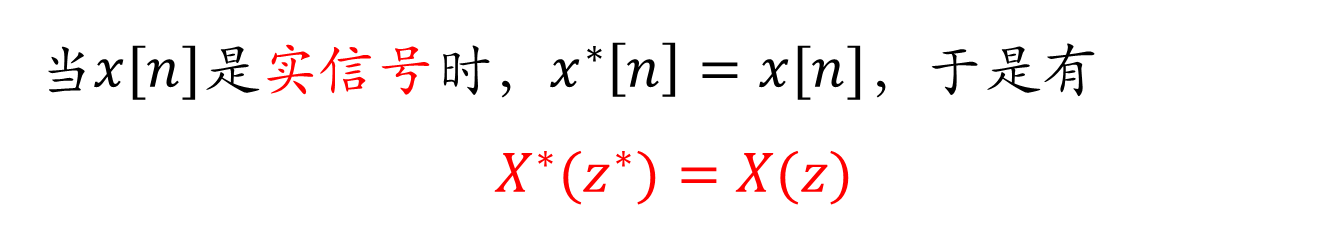 当x[n]是实信号时，x*[n] = x[n]，于是有
X*(z*) = X(z)